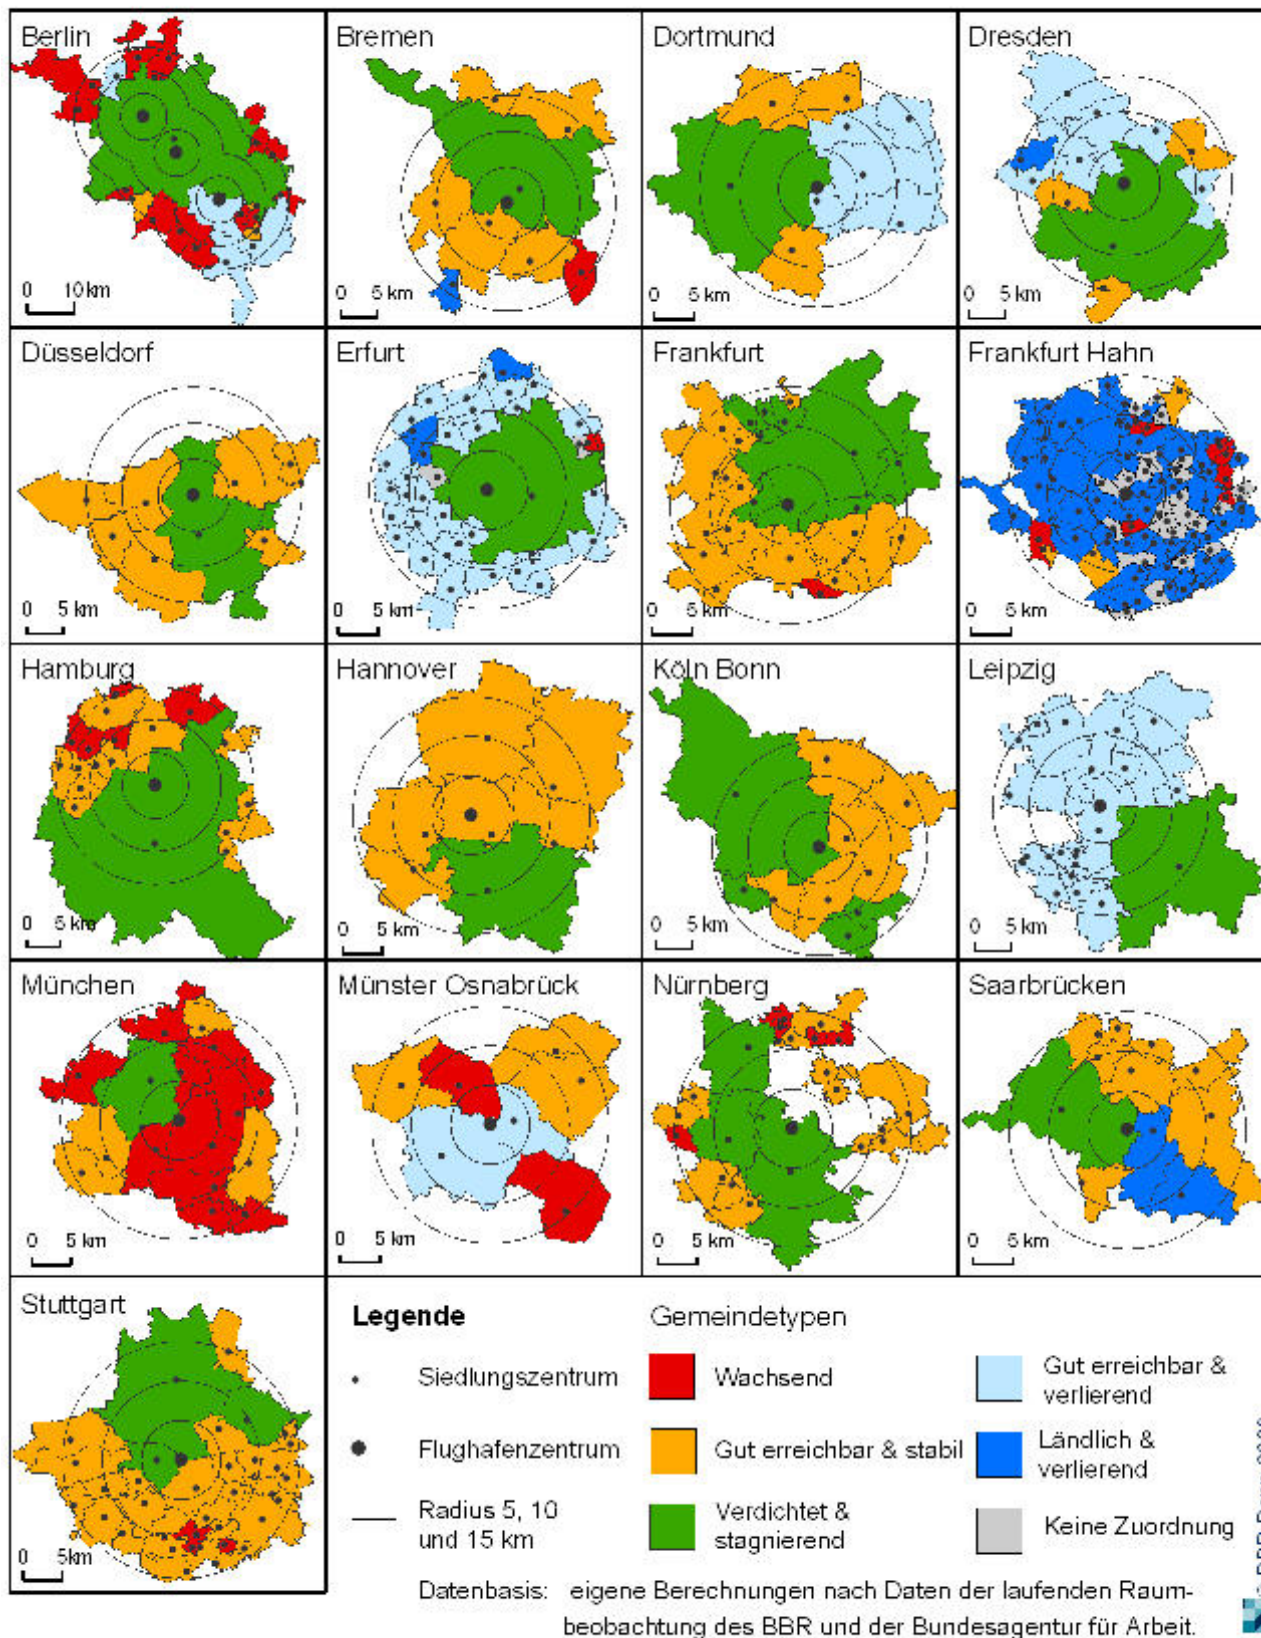 Berlin
0 10 km
Bremen
0 5 km
Dortmund
0 5 km
Dresden
0 5 km
Düsseldorf
0 5 km
Erfurt
0 5 km
Frankfurt
0 5 km
Frankfurt Hahn
0 5 km
Hamburg
0 5 km
Hannover
0 5 km
Köln Bonn
0 5 km
Leipzig
0 5 km
München
0 5 km
Münster Osnabrück
0 5 km
Nürnberg
0 5 km
Saarbrücken
0 5 km
Stuttgart
0 5km
Legende
Siedlungszentrum
Flughafenzentrum
Radius 5, 10
und 15 km
Gemeindetypen
Wachsend
Gut erreichbar & stabil
Verdichtet &
stagnierend
Gut erreichbar &
verlierend
Ländlich &
verlierend
Keine Zuordnung
Datenbasis: eigene Berechnungen nach Daten der laufenden Raum-
beobachtung des BBR und der Bundesagentur für Arbeit.